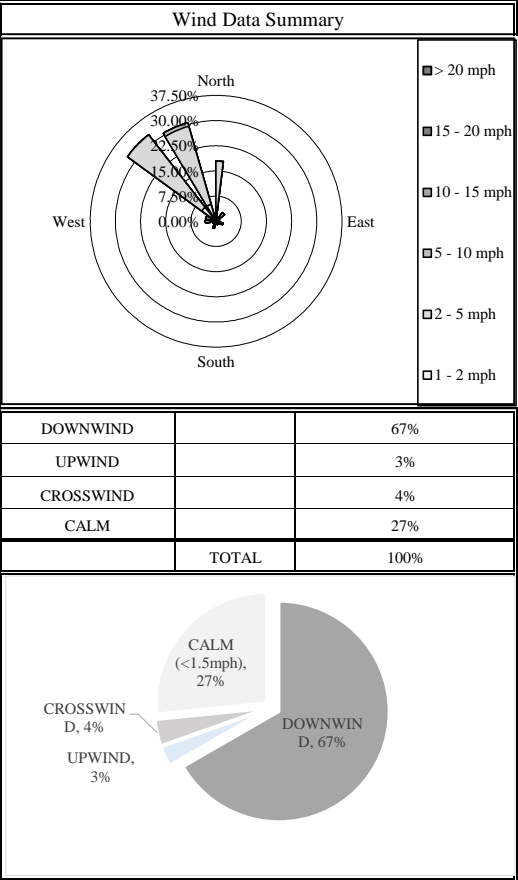 Wind Data Summary
North
37.50%
30.00%
22.50%
15.00%
7.50%
0.00%
West
East
South
> 20 mph
15 - 20 mph
10 - 15 mph
5 - 10 mph
2 - 5 mph
1 - 2 mph
DOWNWIND 67%
UPWIND 3%
CROSSWIND 4%
CALM 27%
TOTAL 100%
CALM
(<1.5mph),
27%
CROSSWIN
D, 4%
UPWIND,
3%
DOWNWIN
D, 67%